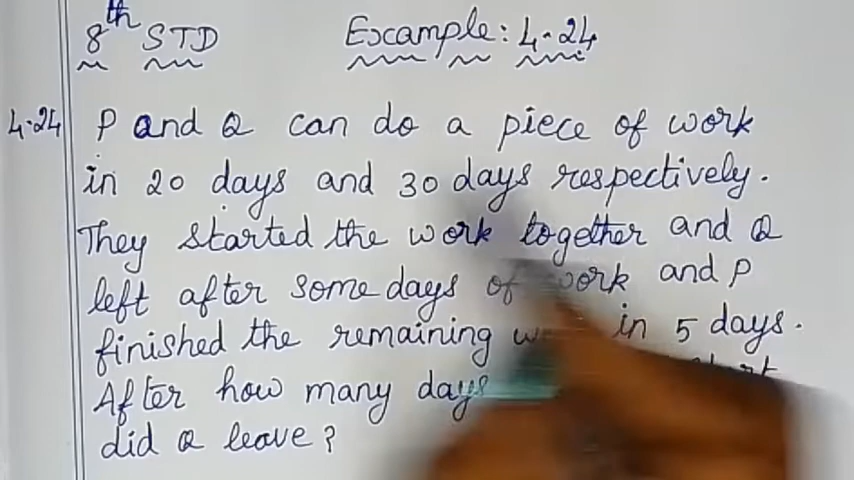 8th STD Example: 4.24
4.24 P and Q can do a piece of work
in 20 days and 30 days respectively.
They started the work together and Q
left after some days of work and P
finished the remaining in 5 days.
After how many days
did Q leave?